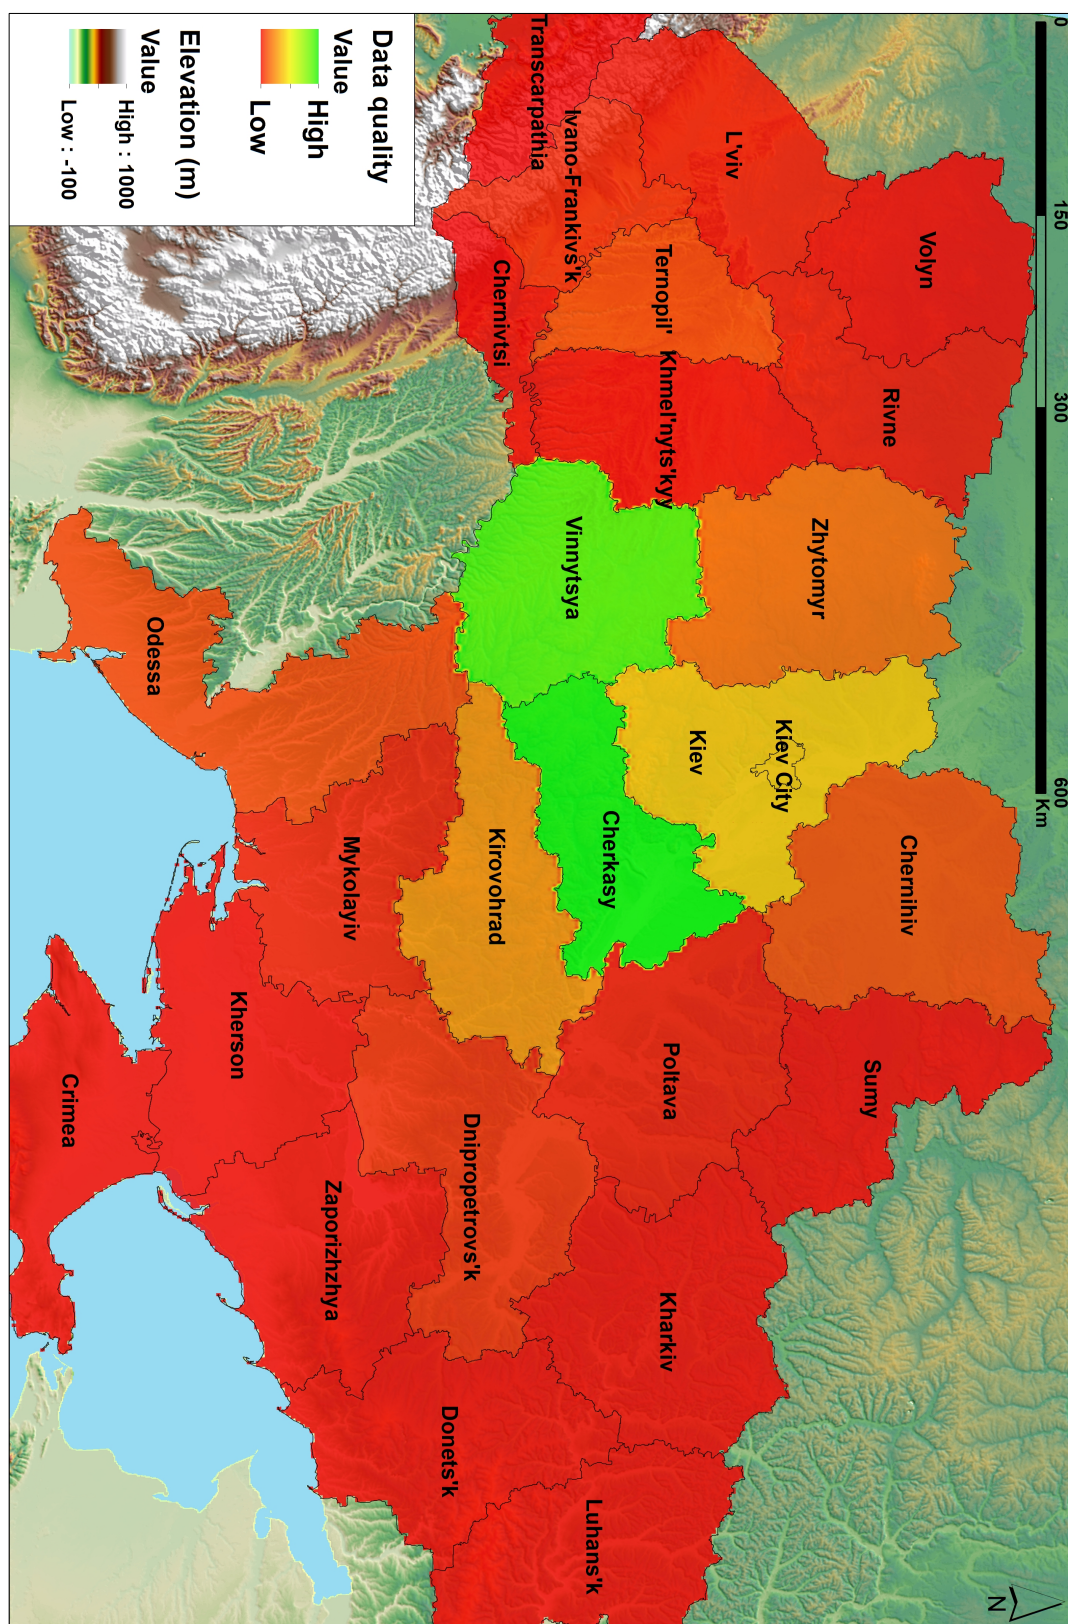 0
150
300
600
Km
N
Volyn
Rivne
Zhytomyr
Kiev City
Kiev
Chernihiv
Sumy
L'viv
Ternopil'
Khmel'nyts'kyy
Ivano-Frankivs'k
Transcarpathia
Chernivtsi
Vinnytsya
Cherkasy
Poltava
Kharkiv
Luhans'k
Kirovohrad
Dnipropetrovs'k
Donets'k
Odessa
Mykolayiv
Kherson
Zaporizhzhya
Crimea
Data quality
Value
High
Low
Elevation (m)
Value
High : 1000
Low : -100